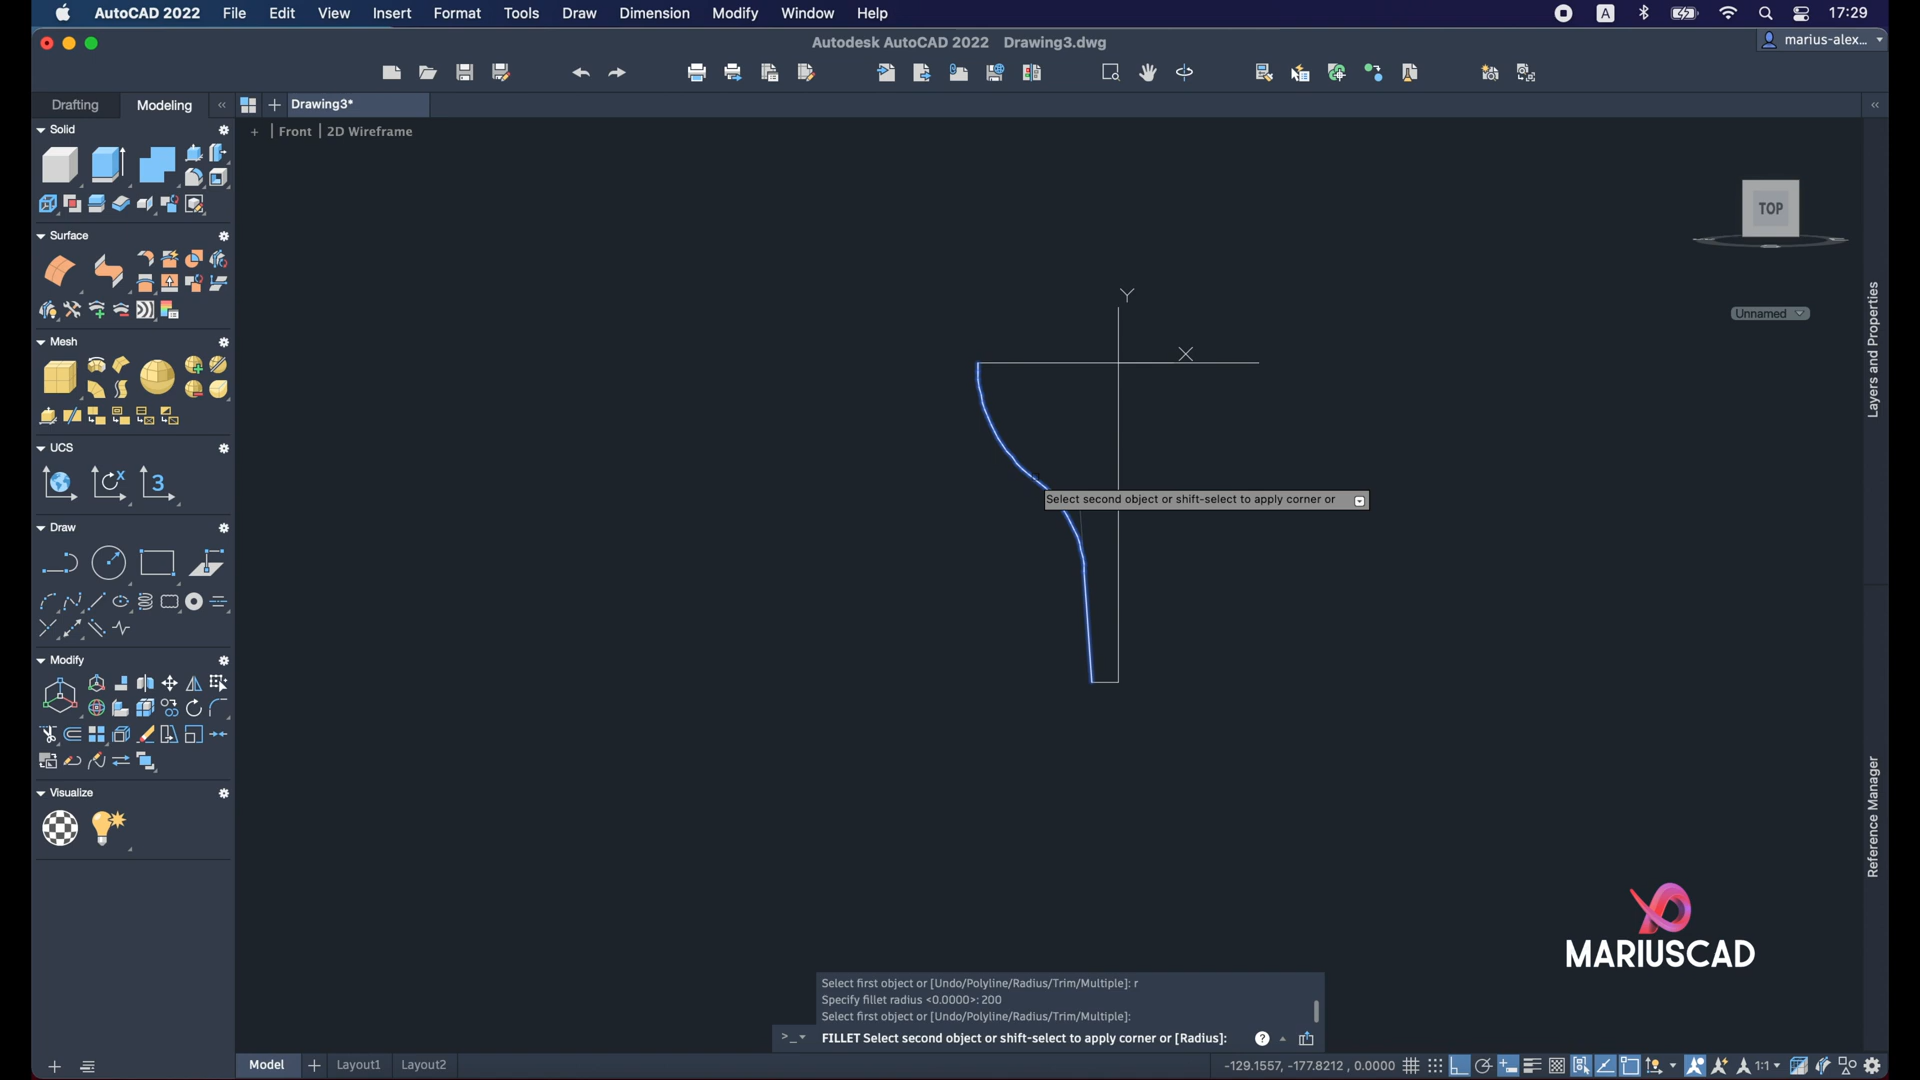 AutoCAD 2022 File Edit View Insert Format Tools Draw Dimension Modify Window Help A 17:29
Autodesk AutoCAD 2022 Drawing3.dwg marius-alex...
Drafting Modeling « + Drawing3* «
+ | Front | 2D Wireframe
Solid
TOP
Surface
Y
Unnamed
X
Mesh
Layers and Properties
UCS
X
3
Select second object or shift-select to apply corner or
Draw
Modify
Visualize
Reference Manager
MARIUSCAD
Select first object or [Undo/Polyline/Radius/Trim/Multiple]: r
Specify fillet radius <0.0000>: 200
Select first object or [Undo/Polyline/Radius/Trim/Multiple]:
>_ FILLET Select second object or shift-select to apply corner or [Radius]: ?
+ Model + Layout1 Layout2 -129.1557, -177.8212 , 0.0000 1:1